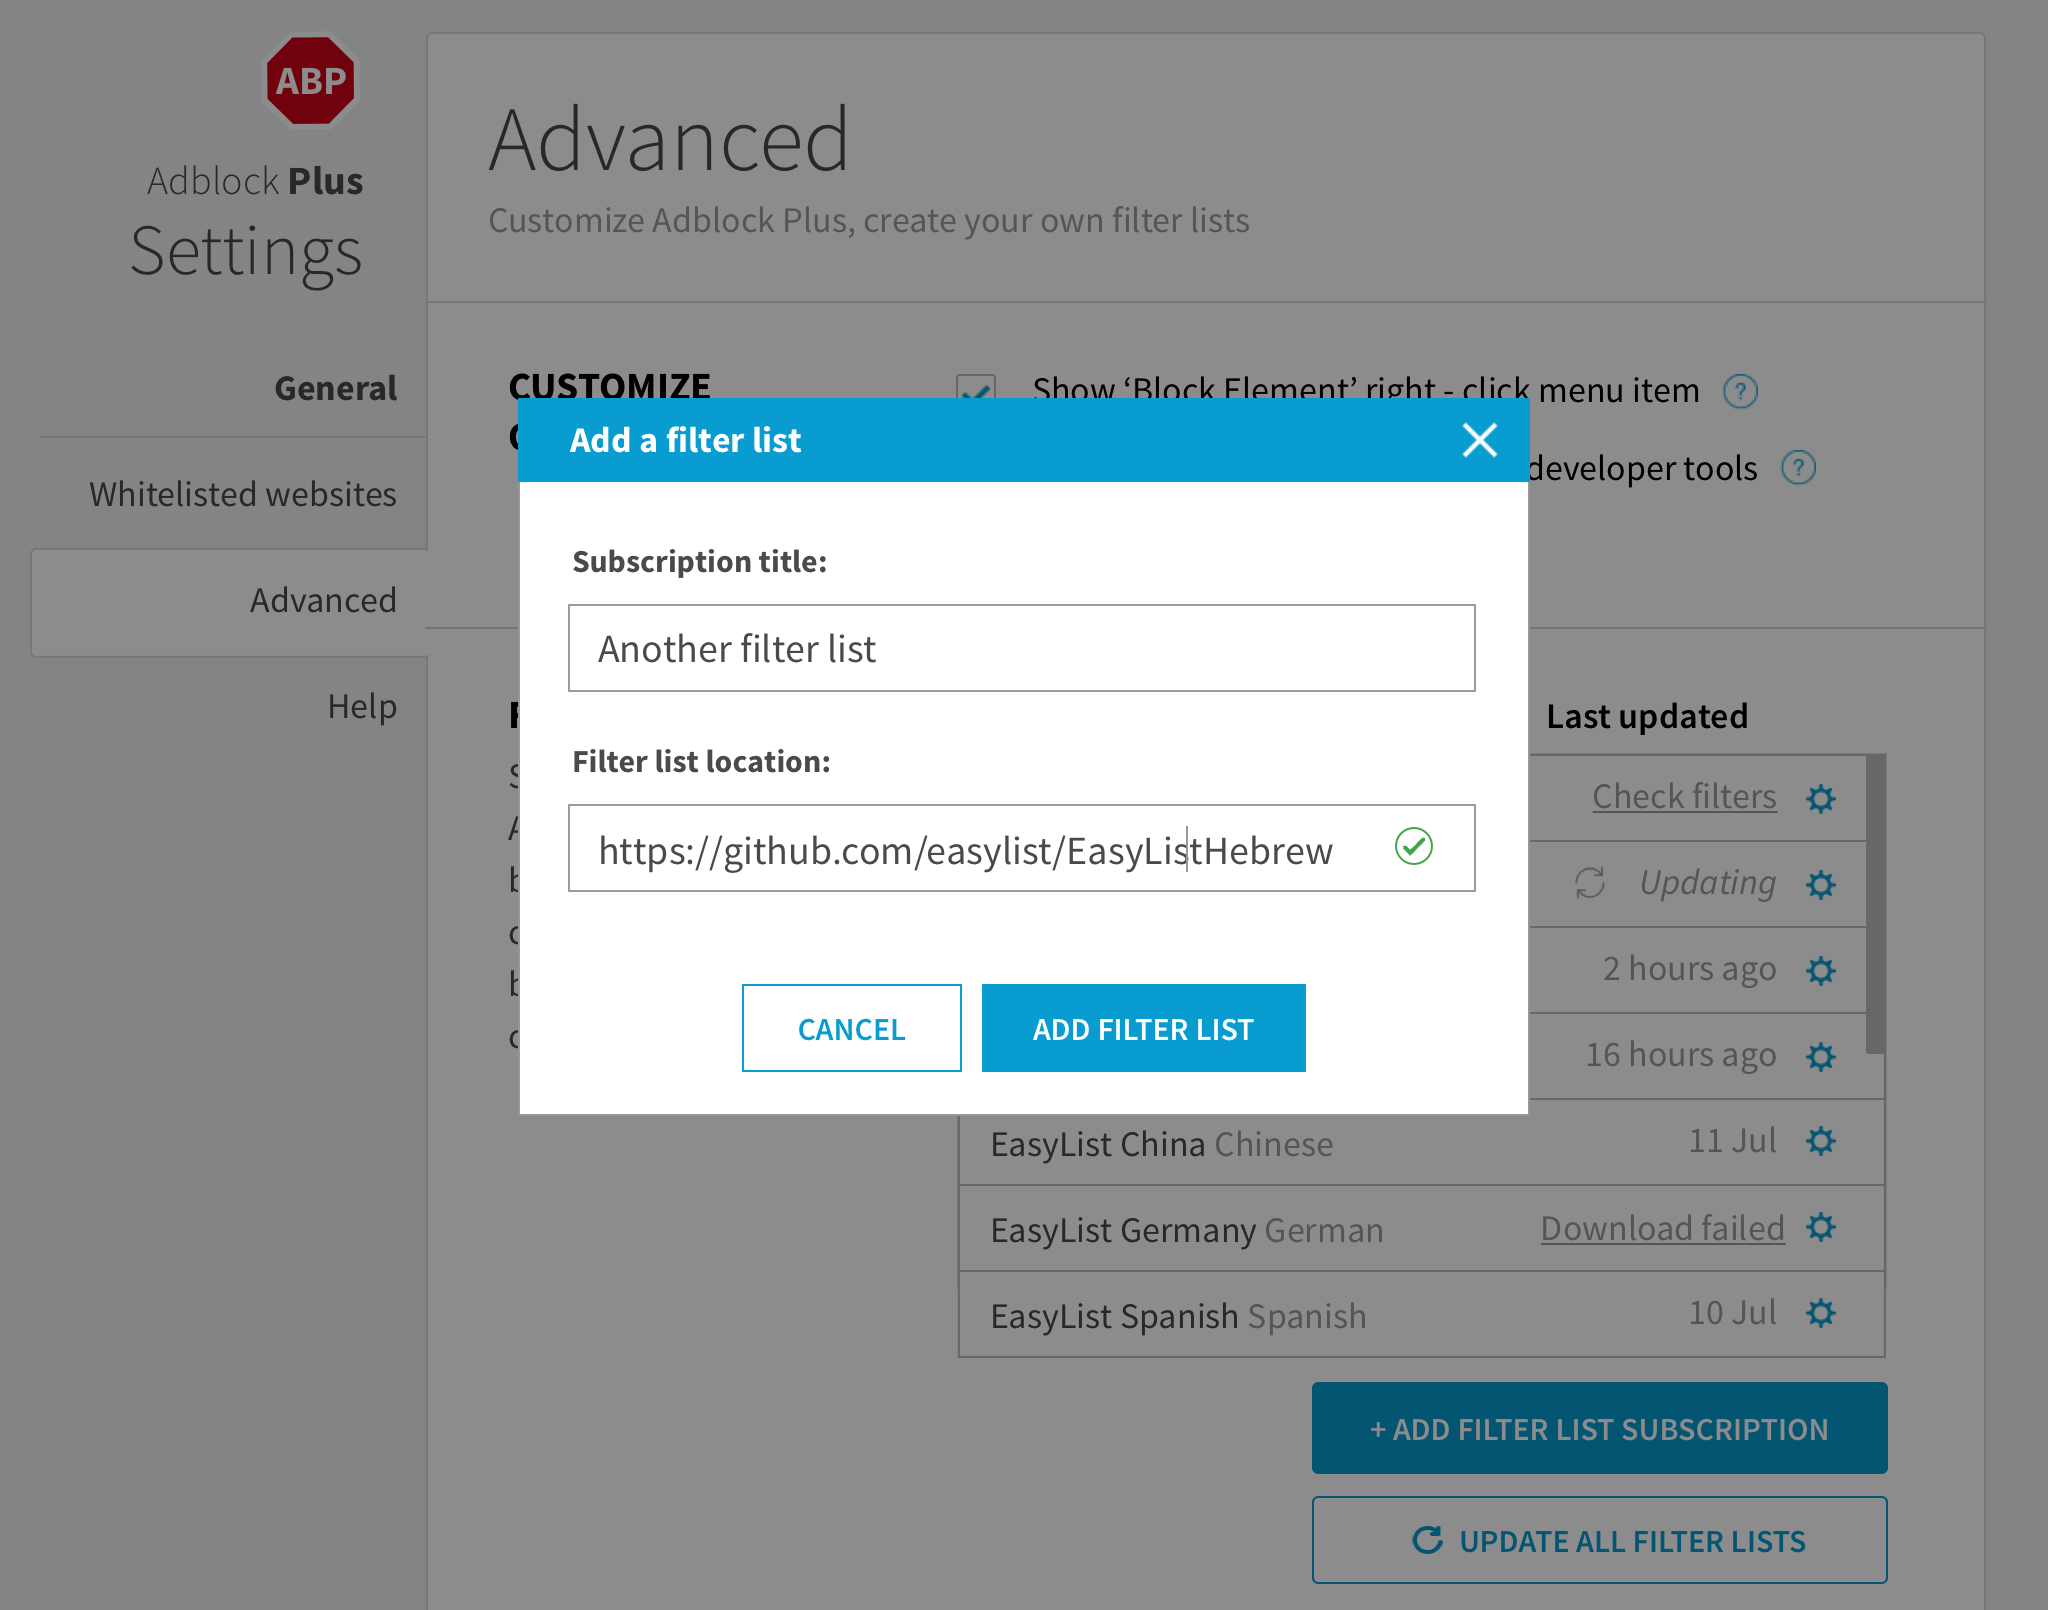 ABP
Adblock Plus
Settings
General
Whitelisted websites
Advanced
Help
Advanced
Customize Adblock Plus, create your own filter lists
CUSTOMIZE
Show ‘Block Element’ right - click menu item ?
developer tools ?
Add a filter list
Subscription title:
Another filter list
Filter list location:
https://github.com/easylist/EasyListHebrew
CANCEL
ADD FILTER LIST
Last updated
Check filters
Updating
2 hours ago
16 hours ago
EasyList China Chinese 11 Jul
EasyList Germany German Download failed
EasyList Spanish Spanish 10 Jul
+ ADD FILTER LIST SUBSCRIPTION
UPDATE ALL FILTER LISTS